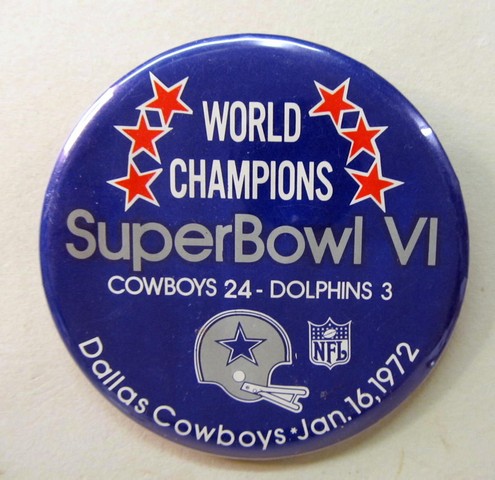 WORLD
CHAMPIONS
SuperBowl VI
COWBOYS 24 - DOLPHINS 3
NFL
Dallas Cowboys * Jan. 16, 1972